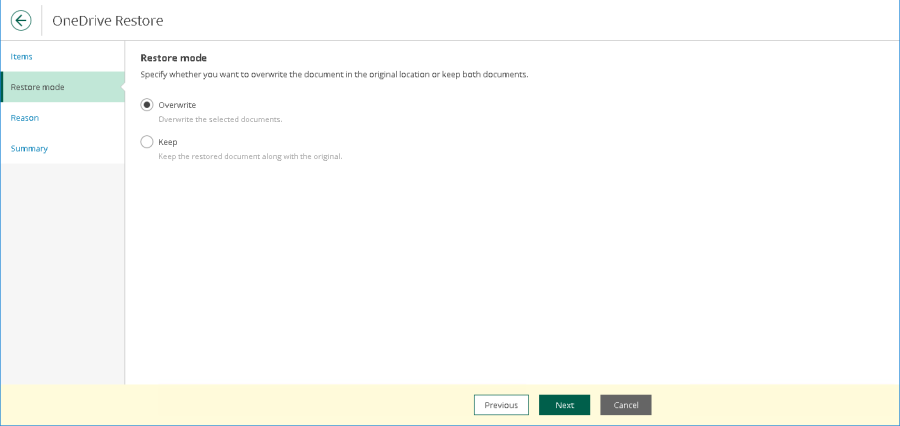 OneDrive Restore
Items
Restore mode
Reason
Summary
Restore mode
Specify whether you want to overwrite the document in the original location or keep both documents.
Overwrite
Overwrite the selected documents.
Keep
Keep the restored document along with the original.
Previous
Next
Cancel